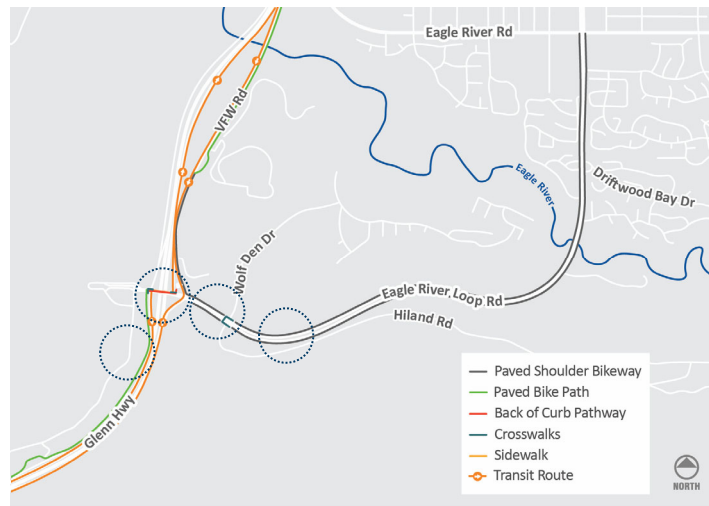 Eagle River Rd
VFW Rd
Eagle River
Driftwood Bay Dr
Wolf Den Dr
Eagle River Loop Rd
Hiland Rd
Glenn Hwy
Paved Shoulder Bikeway
Paved Bike Path
Back of Curb Pathway
Crosswalks
Sidewalk
Transit Route
NORTH